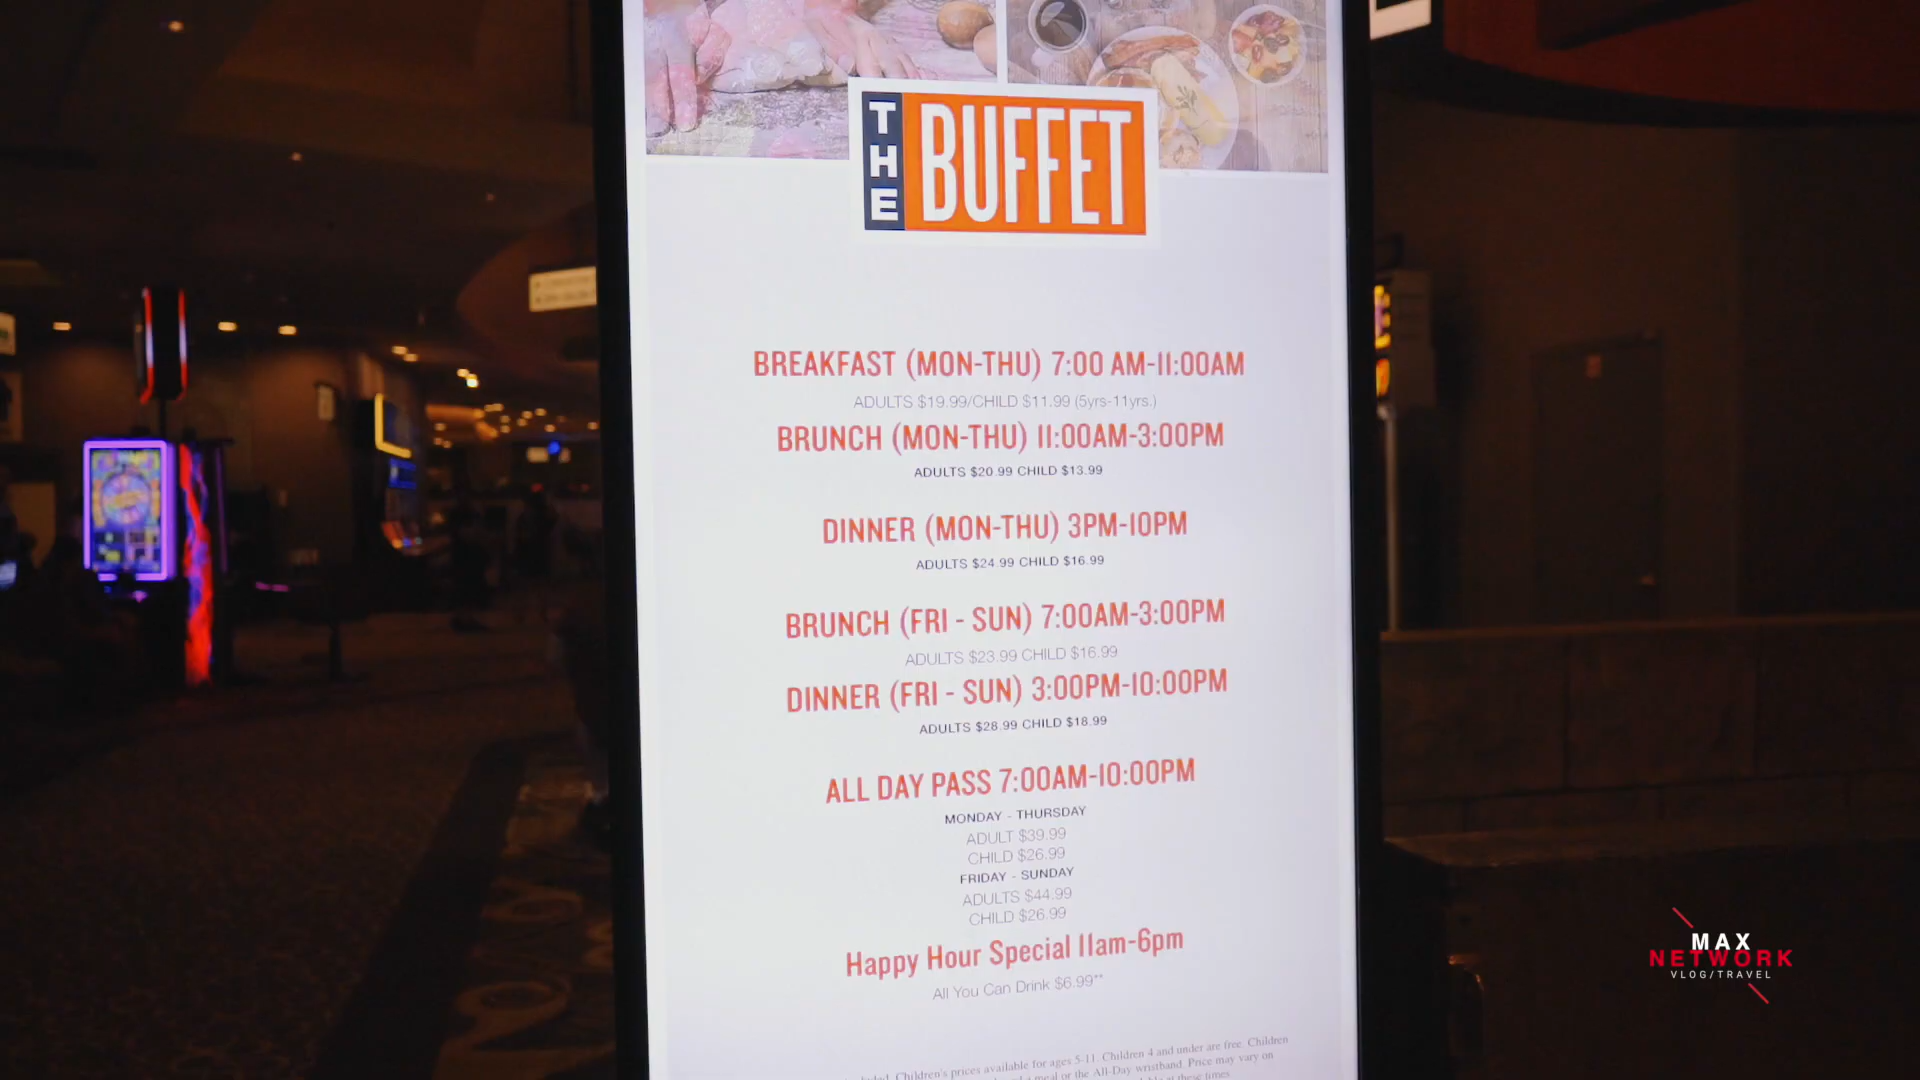 THE BUFFET
BREAKFAST (MON-THU) 7:00 AM-11:00AM
ADULTS $19.99/CHILD $11.99 (5yrs-11yrs.)
BRUNCH (MON-THU) 11:00AM-3:00PM
ADULTS $20.99 CHILD $13.99
DINNER (MON-THU) 3PM-10PM
ADULTS $24.99 CHILD $16.99
BRUNCH (FRI - SUN) 7:00AM-3:00PM
ADULTS $23.99 CHILD $16.99
DINNER (FRI - SUN) 3:00PM-10:00PM
ADULTS $28.99 CHILD $18.99
ALL DAY PASS 7:00AM-10:00PM
MONDAY - THURSDAY
ADULT $39.99
CHILD $26.99
FRIDAY - SUNDAY
ADULTS $44.99
CHILD $26.99
Happy Hour Special 11am-6pm
All You Can Drink $6.99**
Children's prices available for ages 5-11. Children 4 and under are free. Children
meal or the All-Day wristband. Price may vary on
at these times
MAX
NETWORK
VLOG/TRAVEL